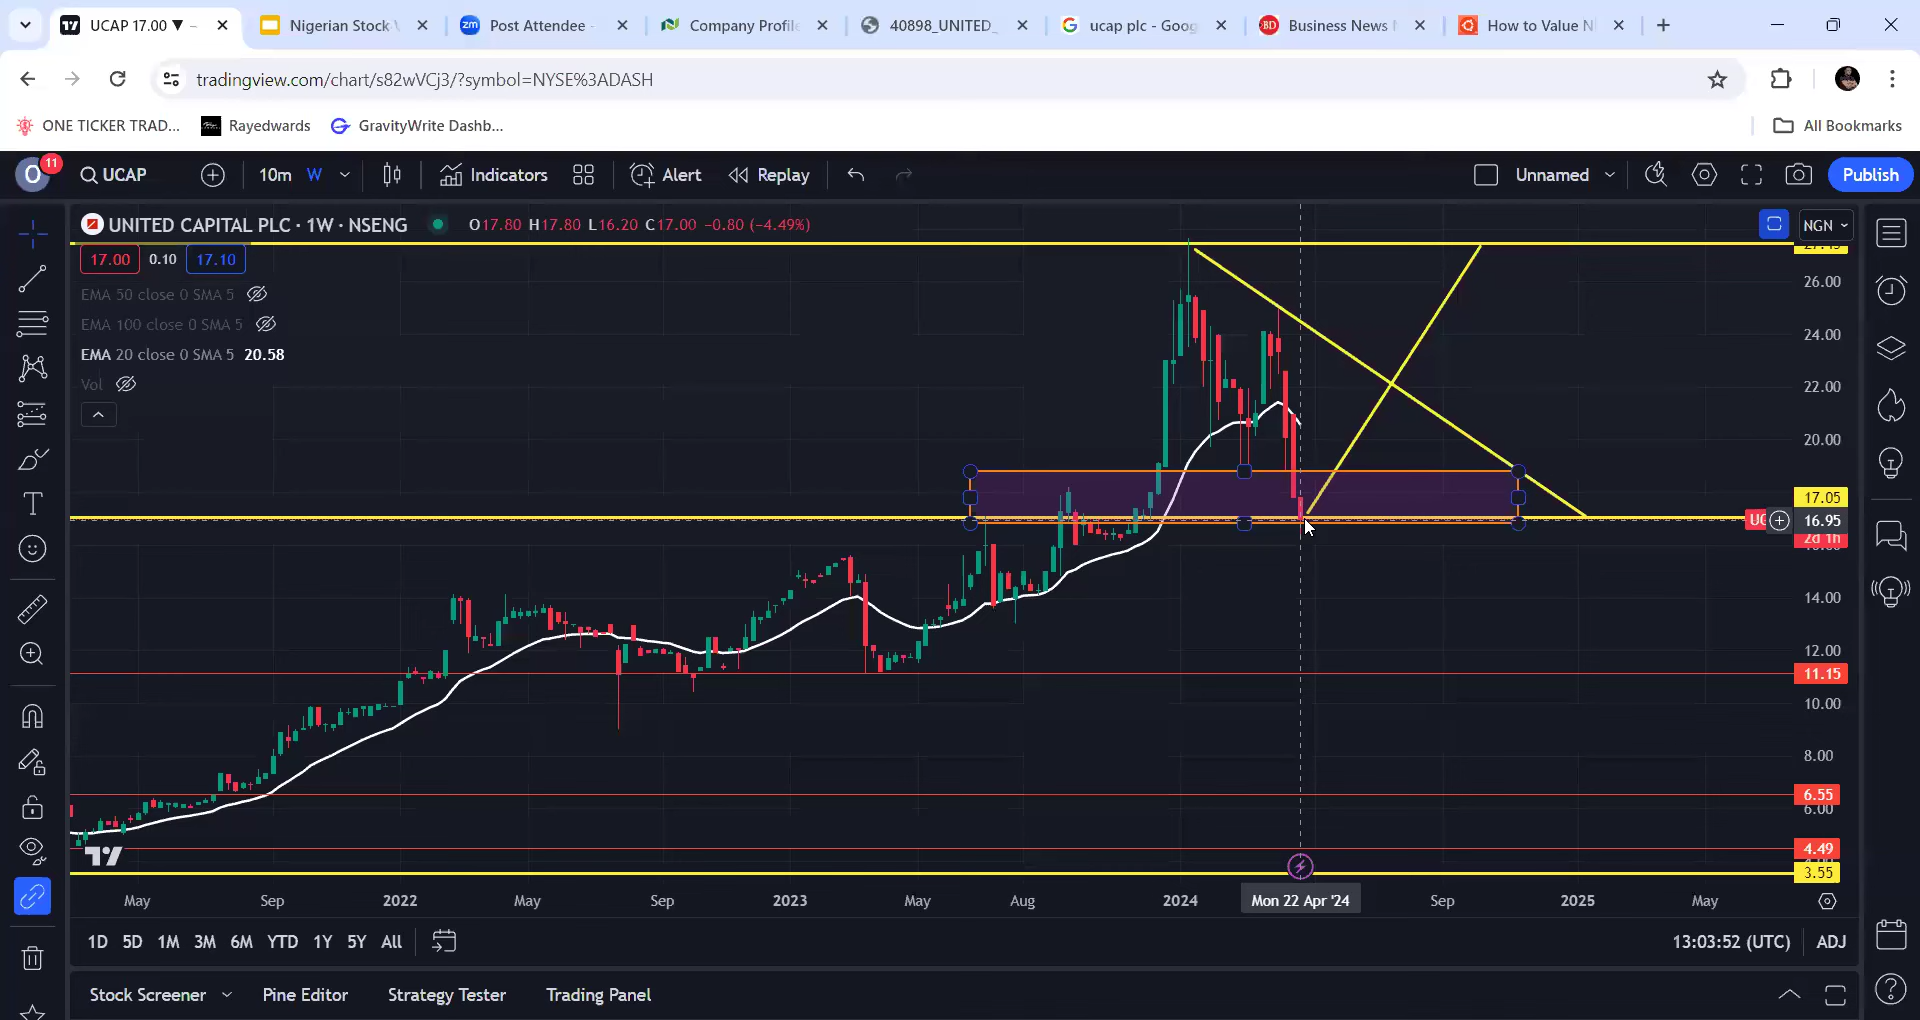 UCAP 17.00 ▼ −
Nigerian Stock V
Post Attendee -
Company Profile
40898_UNITED_
ucap plc - Goog
Business News
How to Value N
tradingview.com/chart/s82wVCj3/?symbol=NYSE%3ADASH
ONE TICKER TRAD...
Rayedwards
GravityWrite Dashb...
All Bookmarks
O 11
UCAP
10m W
Indicators
Alert
Replay
Unnamed
Publish
UNITED CAPITAL PLC · 1W · NSENG
O17.80 H17.80 L16.20 C17.00 −0.80 (−4.49%)
NGN
17.00 0.10 17.10
EMA 50 close 0 SMA 5
EMA 100 close 0 SMA 5
EMA 20 close 0 SMA 5 20.58
Vol
26.00
24.00
22.00
20.00
17.05
16.95
2d 1h
14.00
12.00
11.15
10.00
8.00
6.55
6.00
4.49
3.55
May Sep 2022 May Sep 2023 May Aug 2024 Mon 22 Apr '24 Sep 2025 May
1D 5D 1M 3M 6M YTD 1Y 5Y All
13:03:52 (UTC) ADJ
Stock Screener
Pine Editor
Strategy Tester
Trading Panel